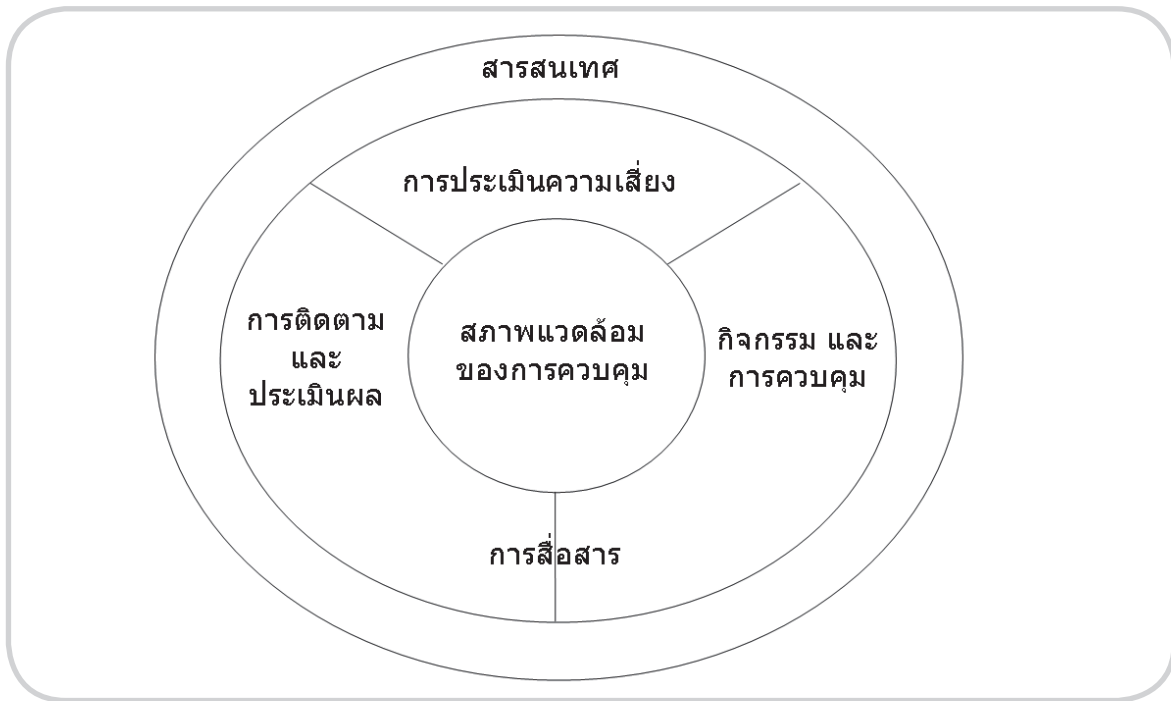 สารสนเทศ
การประเมินความเสี่ยง
การติดตาม
และ
ประเมินผล
สภาพแวดล้อม
ของการควบคุม
กิจกรรม และ
การควบคุม
การสื่อสาร